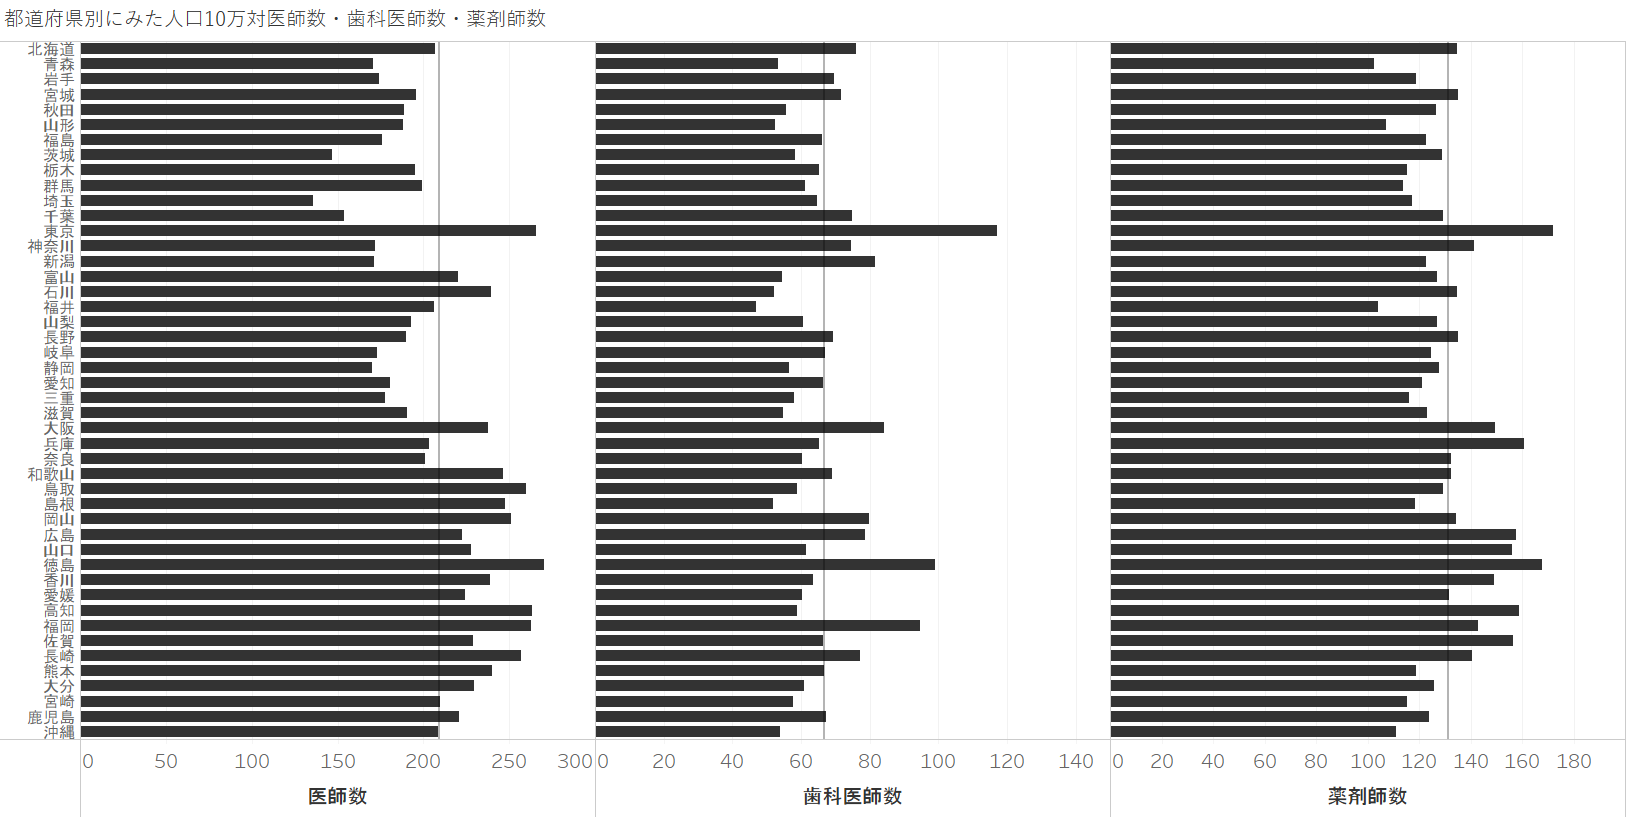 都道府県別にみた人口10万対医師数・歯科医師数・薬剤師数
北海道
青森
岩手
宮城
秋田
山形
福島
茨城
栃木
群馬
埼玉
千葉
東京
神奈川
新潟
富山
石川
福井
山梨
長野
岐阜
静岡
愛知
三重
滋賀
大阪
兵庫
奈良
和歌山
鳥取
島根
岡山
広島
山口
徳島
香川
愛媛
高知
福岡
佐賀
長崎
熊本
大分
宮崎
鹿児島
沖縄
0 50 100 150 200 250 300 0 20 40 60 80 100 120 140 0 20 40 60 80 100 120 140 160 180
医師数 歯科医師数 薬剤師数